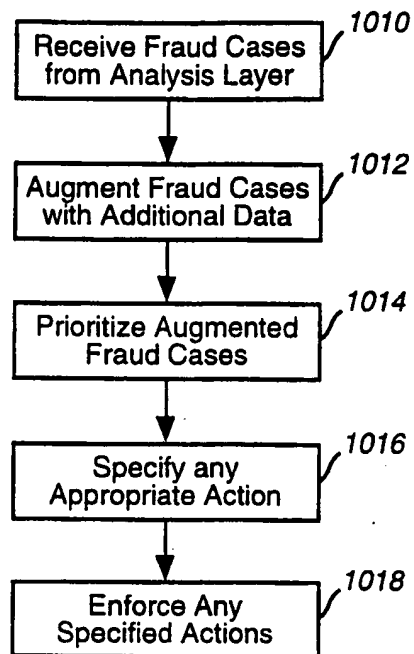 1010
Receive Fraud Cases
from Analysis Layer
1012
Augment Fraud Cases
with Additional Data
1014
Prioritize Augmented
Fraud Cases
1016
Specify any
Appropriate Action
1018
Enforce Any
Specified Actions